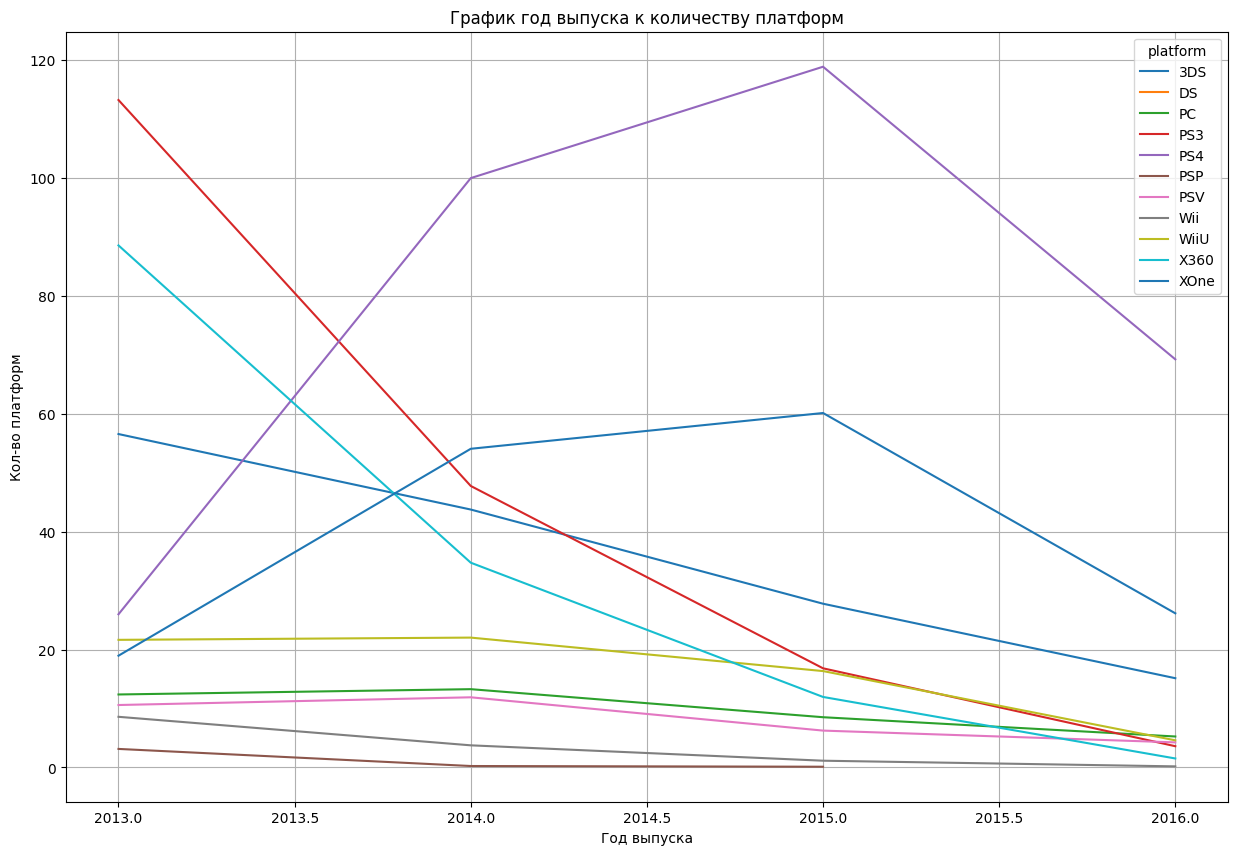 График год выпуска к количеству платформ
Кол-во платформ
120
100
80
60
40
20
0
2013.0 2013.5 2014.0 2014.5 2015.0 2015.5 2016.0
Год выпуска
platform
3DS
DS
PC
PS3
PS4
PSP
PSV
Wii
WiiU
X360
XOne